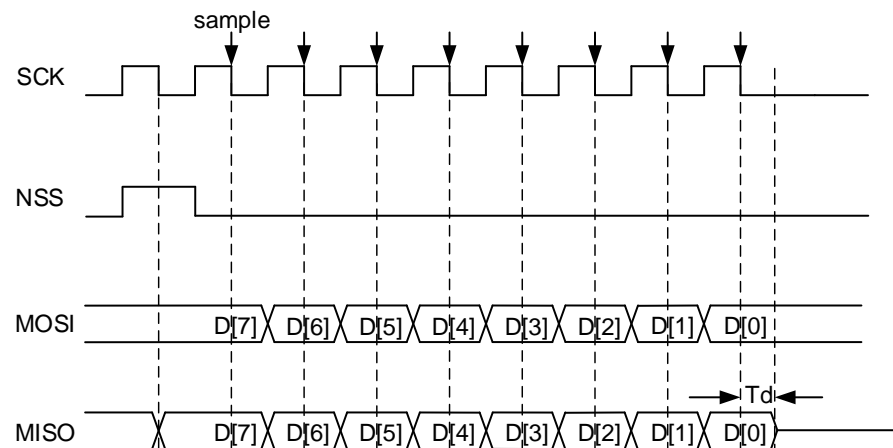 sample
SCK
NSS
MOSI D[7] D[6] D[5] D[4] D[3] D[2] D[1] D[0]
Td
MISO D[7] D[6] D[5] D[4] D[3] D[2] D[1] D[0]